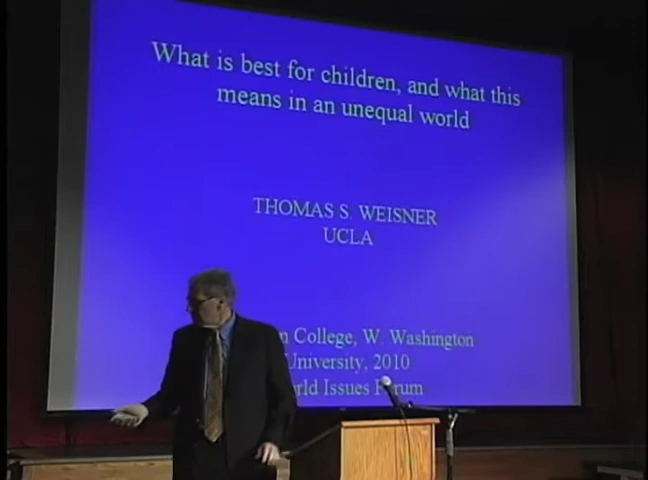 What is best for children, and what this
means in an unequal world
THOMAS S. WEISNER
UCLA
College, W. Washington
University, 2010
Issues Forum